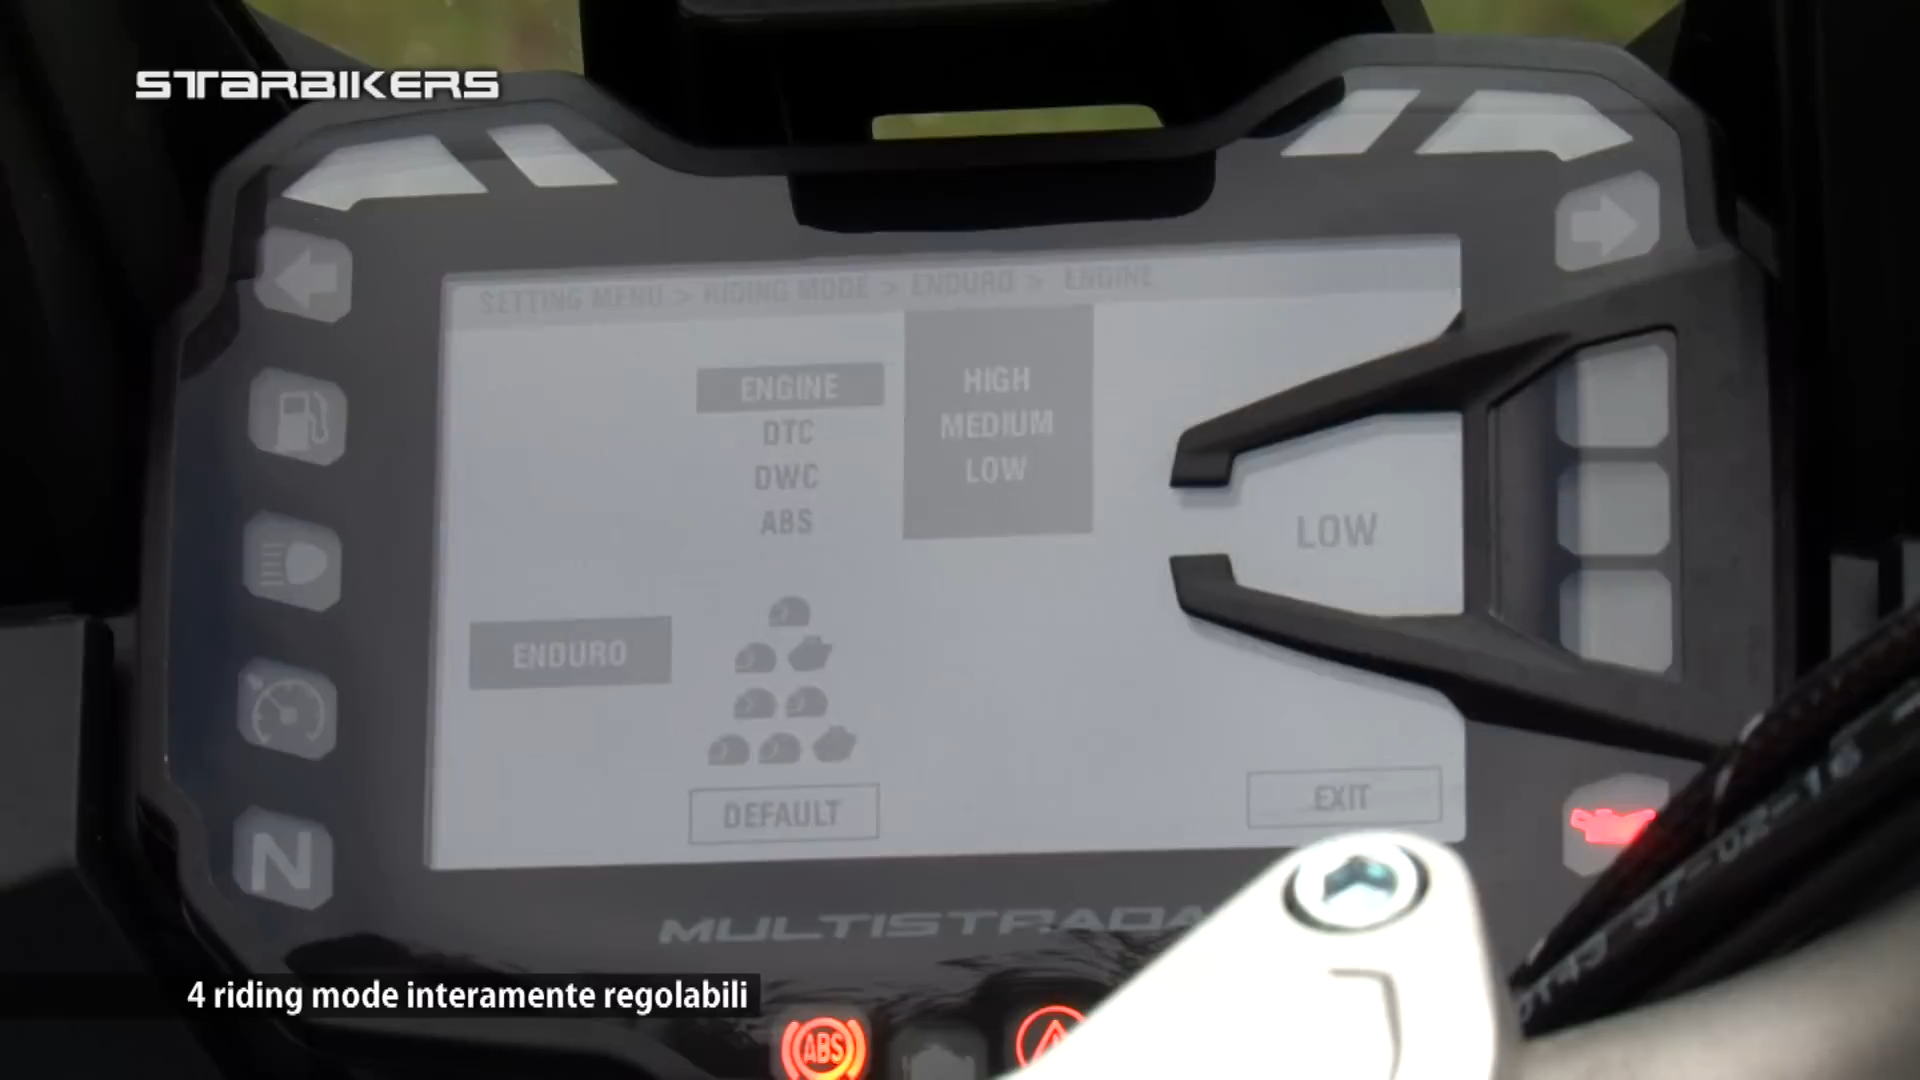 STARBIKERS
SETTING MENU > RIDING MODE > ENDURO > ENGINE
ENGINE
DTC
DWC
ABS
HIGH
MEDIUM
LOW
LOW
ENDURO
DEFAULT
EXIT
N
MULTISTRADA
4 riding mode interamente regolabili
ABS